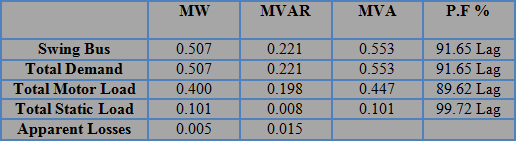 MW MVAR MVA P.F %
Swing Bus 0.507 0.221 0.553 91.65 Lag
Total Demand 0.507 0.221 0.553 91.65 Lag
Total Motor Load 0.400 0.198 0.447 89.62 Lag
Total Static Load 0.101 0.008 0.101 99.72 Lag
Apparent Losses 0.005 0.015